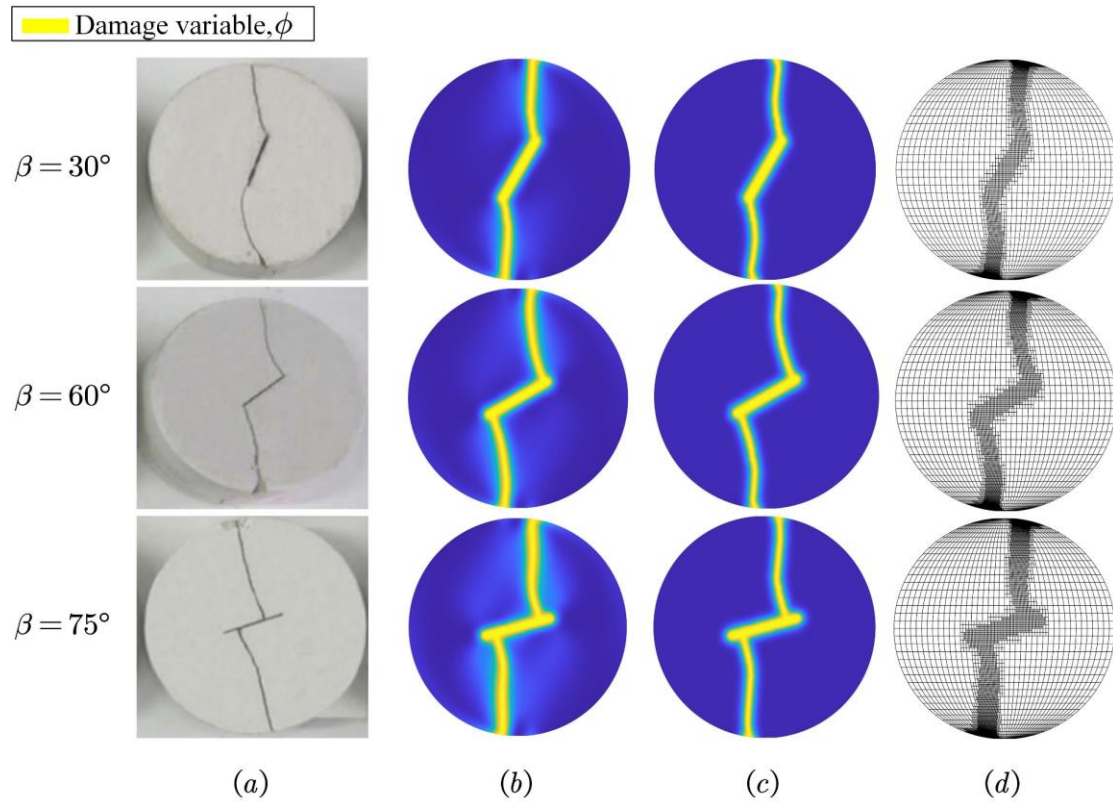 Damage variable,ϕ
β = 30°
β = 60°
β = 75°
(a) (b) (c) (d)